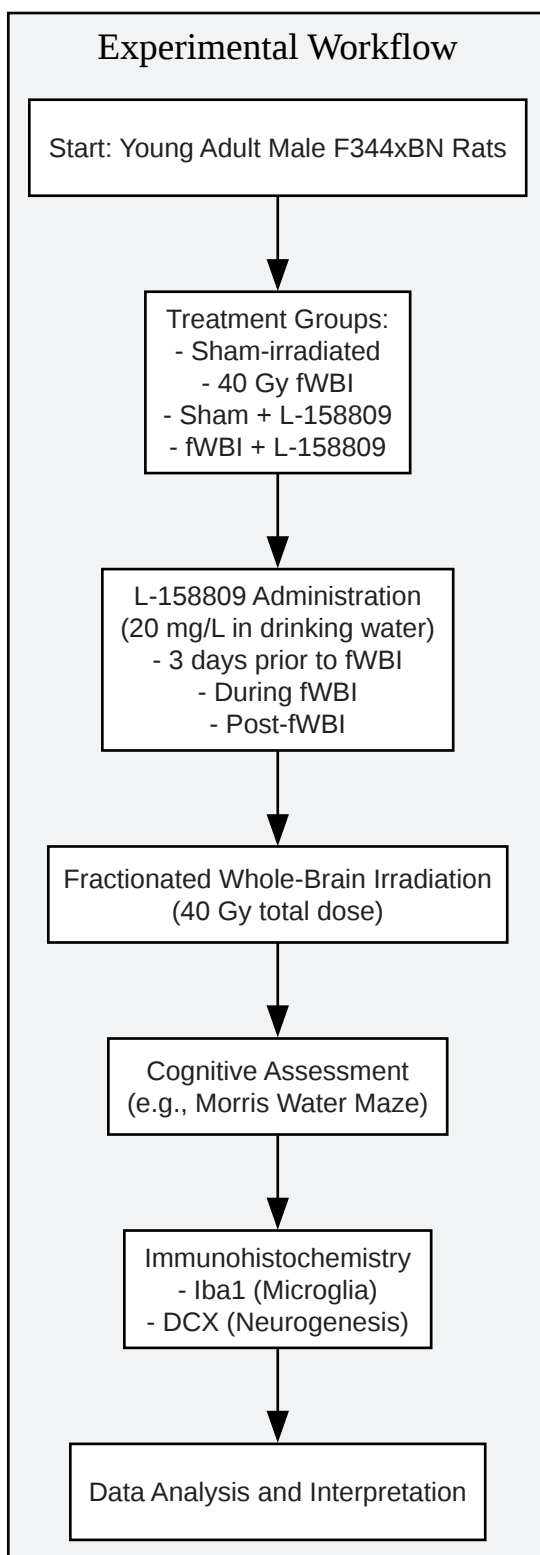 Experimental Workflow
Start: Young Adult Male F344xBN Rats
Treatment Groups:
- Sham-irradiated
- 40 Gy fWBI
- Sham + L-158809
- fWBI + L-158809
L-158809 Administration
(20 mg/L in drinking water)
- 3 days prior to fWBI
- During fWBI
- Post-fWBI
Fractionated Whole-Brain Irradiation
(40 Gy total dose)
Cognitive Assessment
(e.g., Morris Water Maze)
Immunohistochemistry
- Iba1 (Microglia)
- DCX (Neurogenesis)
Data Analysis and Interpretation